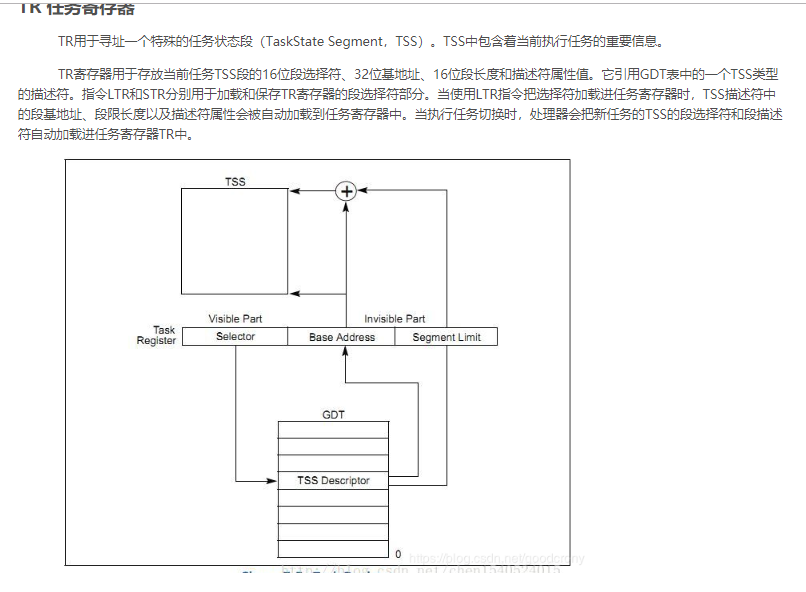 TR 任务寄存器
TR用于寻址一个特殊的任务状态段（TaskState Segment，TSS）。TSS中包含着当前执行任务的重要信息。
TR寄存器用于存放当前任务TSS段的16位段选择符、32位基地址、16位段长度和描述符属性值。它引用GDT表中的一个TSS类型
的描述符。指令LTR和STR分别用于加载和保存TR寄存器的段选择符部分。当使用LTR指令把选择符加载进任务寄存器时，TSS描述符中
的段基地址、段限长度以及描述符属性会被自动加载到任务寄存器中。当执行任务切换时，处理器会把新任务的TSS的段选择符和段描述
符自动加载进任务寄存器TR中。
TSS
+
Visible Part
Invisible Part
Task
Register
Selector
Base Address
Segment Limit
GDT
TSS Descriptor
0